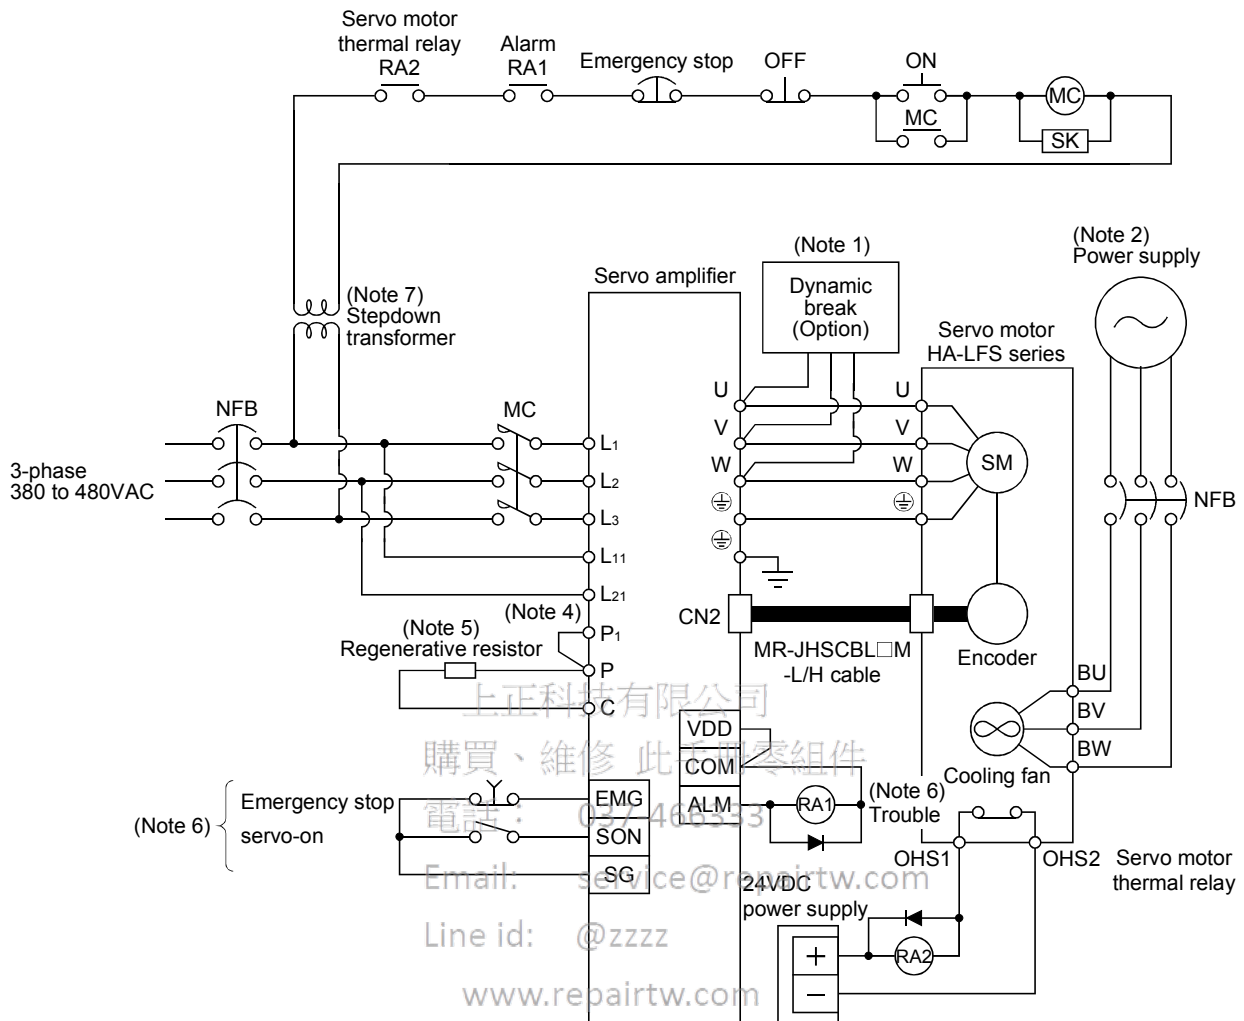 Servo motor
thermal relay
RA2
Alarm
RA1
Emergency stop
OFF
ON
MC
MC
SK
(Note 7)
Stepdown
transformer
Servo amplifier
(Note 1)
Dynamic
break
(Option)
Servo motor
HA-LFS series
(Note 2)
Power supply
NFB
MC
3-phase
380 to 480VAC
L1
L2
L3
L11
L21
U
V
W
U
V
W
SM
NFB
(Note 4)
P1
P
C
(Note 5)
Regenerative resistor
CN2
MR-JHSCBL□M
-L/H cable
Encoder
BU
BV
BW
Cooling fan
上正科技有限公司
購買、維修 此手冊零組件
電話： 037-466333
Email: service@repairtw.com
Line id: @zzzz
www.repairtw.com
VDD
COM
ALM
RA1
(Note 6)
Trouble
(Note 6)
Emergency stop
servo-on
EMG
SON
SG
OHS1
OHS2
Servo motor
thermal relay
24VDC
power supply
+
−
RA2